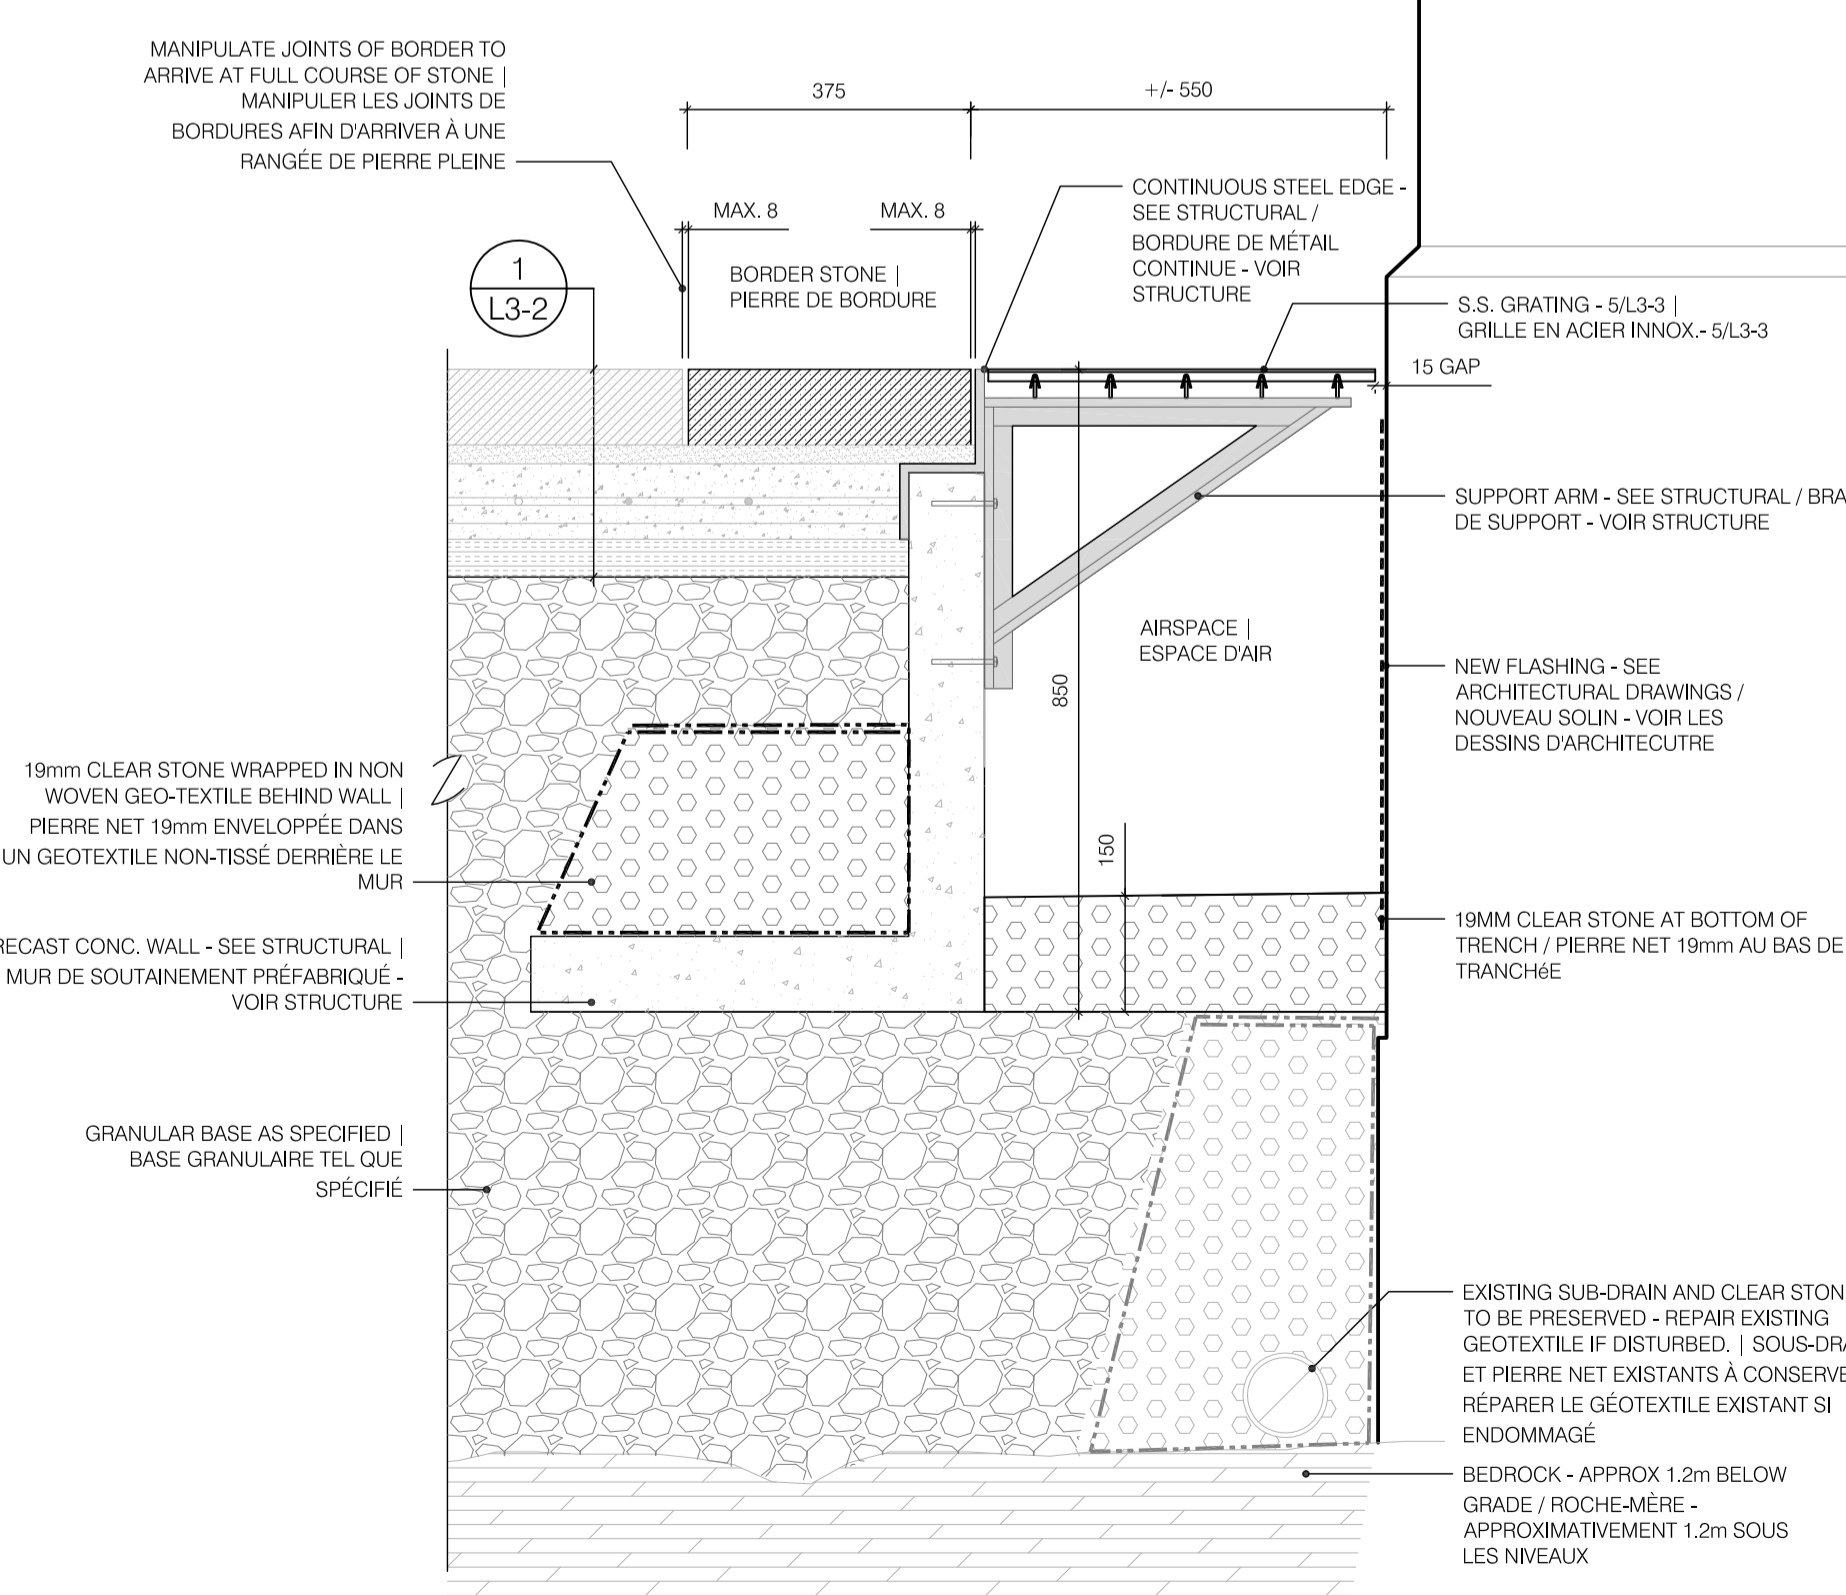 MANIPULATE JOINTS OF BORDER TO
ARRIVE AT FULL COURSE OF STONE |
MANIPULER LES JOINTS DE
BORDURES AFIN D'ARRIVER À UNE
RANGÉE DE PIERRE PLEINE
375
+/- 550
MAX. 8
MAX. 8
BORDER STONE |
PIERRE DE BORDURE
1
L3-2
CONTINUOUS STEEL EDGE -
SEE STRUCTURAL /
BORDURE DE MÉTAIL
CONTINUE - VOIR
STRUCTURE
S.S. GRATING - 5/L3-3 |
GRILLE EN ACIER INNOX.- 5/L3-3
15 GAP
SUPPORT ARM - SEE STRUCTURAL / BRA
DE SUPPORT - VOIR STRUCTURE
AIRSPACE |
ESPACE D'AIR
850
150
NEW FLASHING - SEE
ARCHITECTURAL DRAWINGS /
NOUVEAU SOLIN - VOIR LES
DESSINS D'ARCHITECUTRE
19mm CLEAR STONE WRAPPED IN NON
WOVEN GEO-TEXTILE BEHIND WALL |
PIERRE NET 19mm ENVELOPPÉE DANS
UN GEOTEXTILE NON-TISSÉ DERRIÈRE LE
MUR
RECAST CONC. WALL - SEE STRUCTURAL |
MUR DE SOUTAINEMENT PRÉFABRIQUÉ -
VOIR STRUCTURE
19MM CLEAR STONE AT BOTTOM OF
TRENCH / PIERRE NET 19mm AU BAS DE
TRANCHéE
GRANULAR BASE AS SPECIFIED |
BASE GRANULAIRE TEL QUE
SPÉCIFIÉ
EXISTING SUB-DRAIN AND CLEAR STON
TO BE PRESERVED - REPAIR EXISTING
GEOTEXTILE IF DISTURBED. | SOUS-DRA
ET PIERRE NET EXISTANTS À CONSERVE
RÉPARER LE GÉOTEXTILE EXISTANT SI
ENDOMMAGÉ
BEDROCK - APPROX 1.2m BELOW
GRADE / ROCHE-MÈRE -
APPROXIMATIVEMENT 1.2m SOUS
LES NIVEAUX